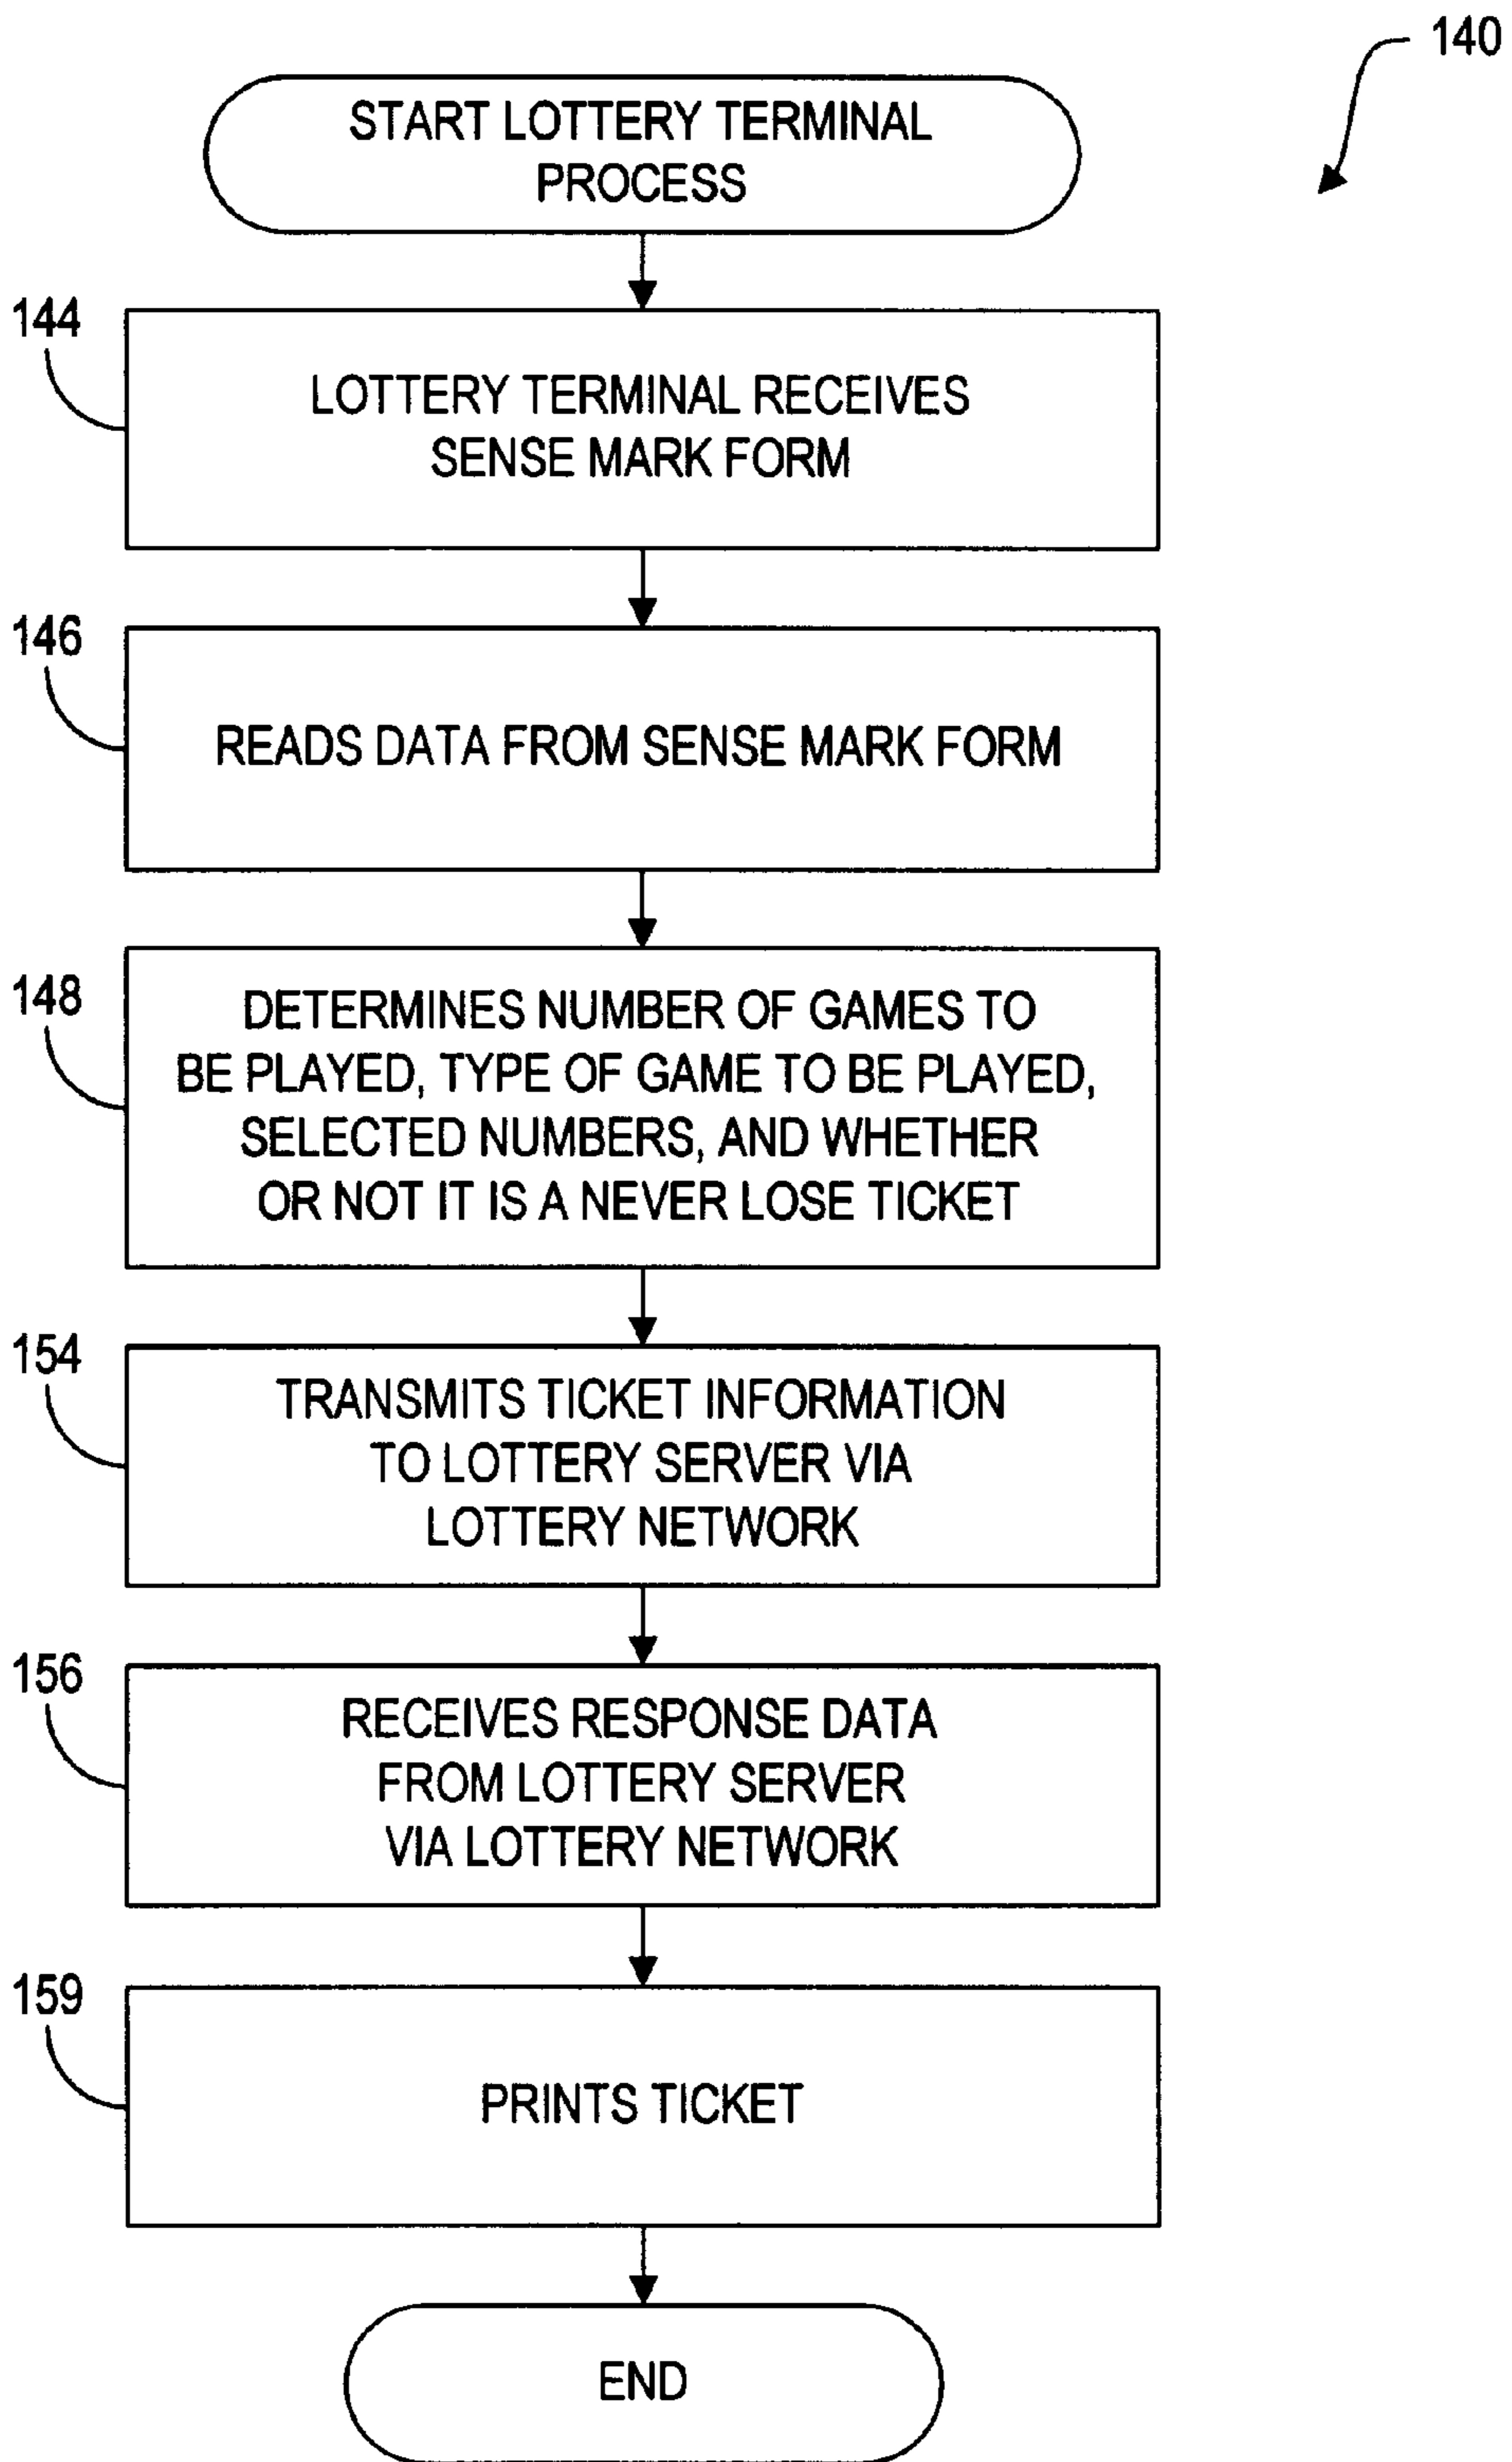 140
START LOTTERY TERMINAL
PROCESS
144
LOTTERY TERMINAL RECEIVES
SENSE MARK FORM
146
READS DATA FROM SENSE MARK FORM
148
DETERMINES NUMBER OF GAMES TO
BE PLAYED, TYPE OF GAME TO BE PLAYED,
SELECTED NUMBERS, AND WHETHER
OR NOT IT IS A NEVER LOSE TICKET
154
TRANSMITS TICKET INFORMATION
TO LOTTERY SERVER VIA
LOTTERY NETWORK
156
RECEIVES RESPONSE DATA
FROM LOTTERY SERVER
VIA LOTTERY NETWORK
159
PRINTS TICKET
END